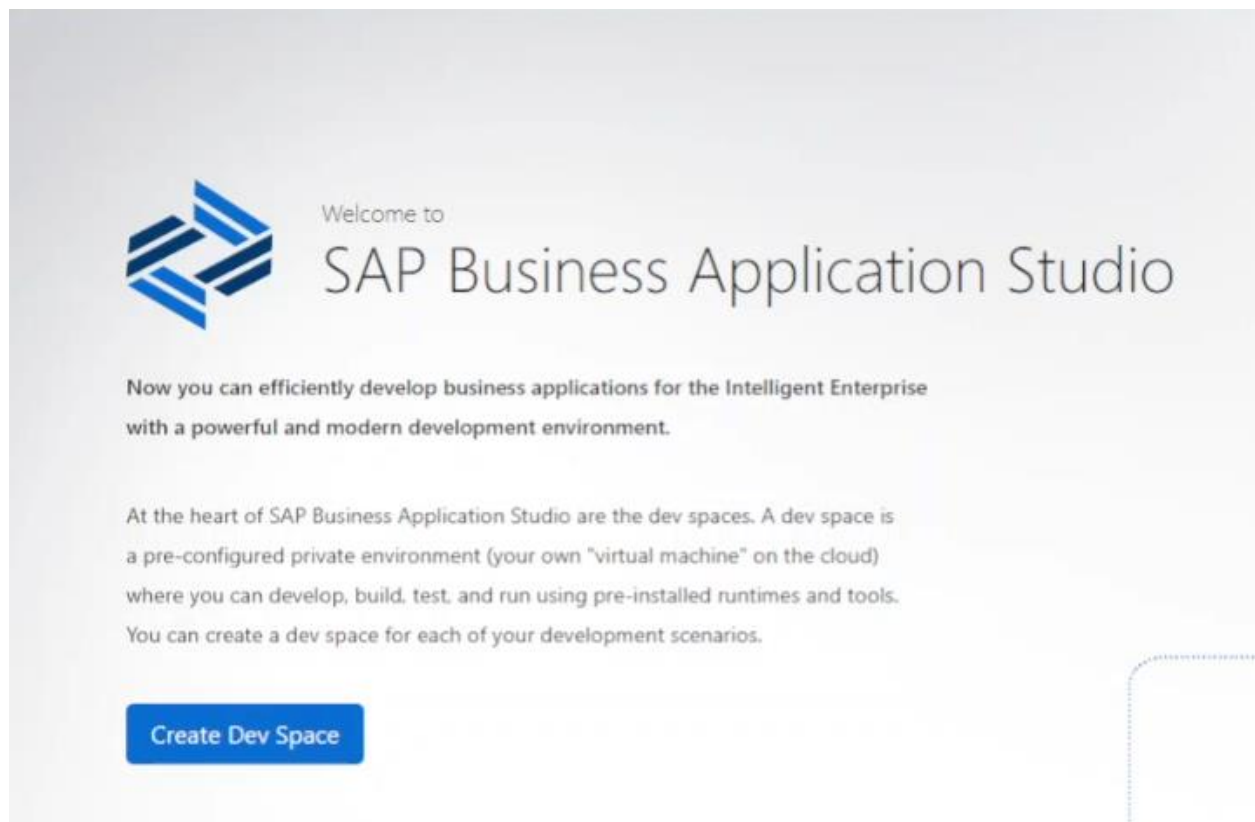 Welcome to
SAP Business Application Studio
Now you can efficiently develop business applications for the Intelligent Enterprise
with a powerful and modern development environment.
At the heart of SAP Business Application Studio are the dev spaces. A dev space is
a pre-configured private environment (your own "virtual machine" on the cloud)
where you can develop, build, test, and run using pre-installed runtimes and tools.
You can create a dev space for each of your development scenarios.
Create Dev Space